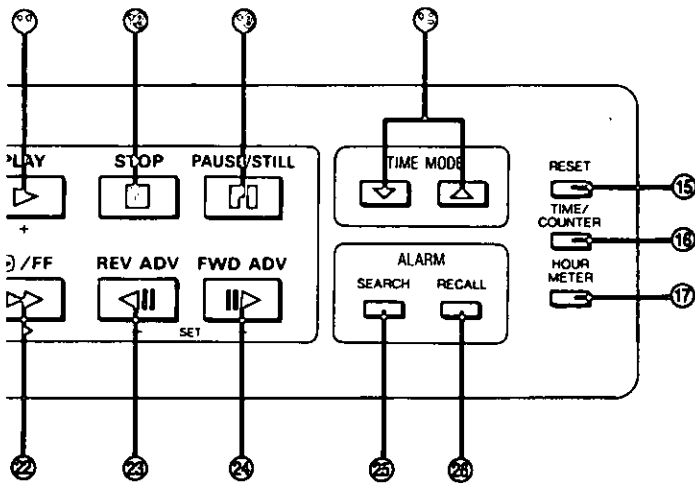 PLAY
STOP
PAUSE/STILL
TIME MODE
RESET
15
TIME/
COUNTER
16
HOUR
METER
17
+
/FF
REV ADV
FWD ADV
SET
ALARM
SEARCH
RECALL
22
23
24
25
26